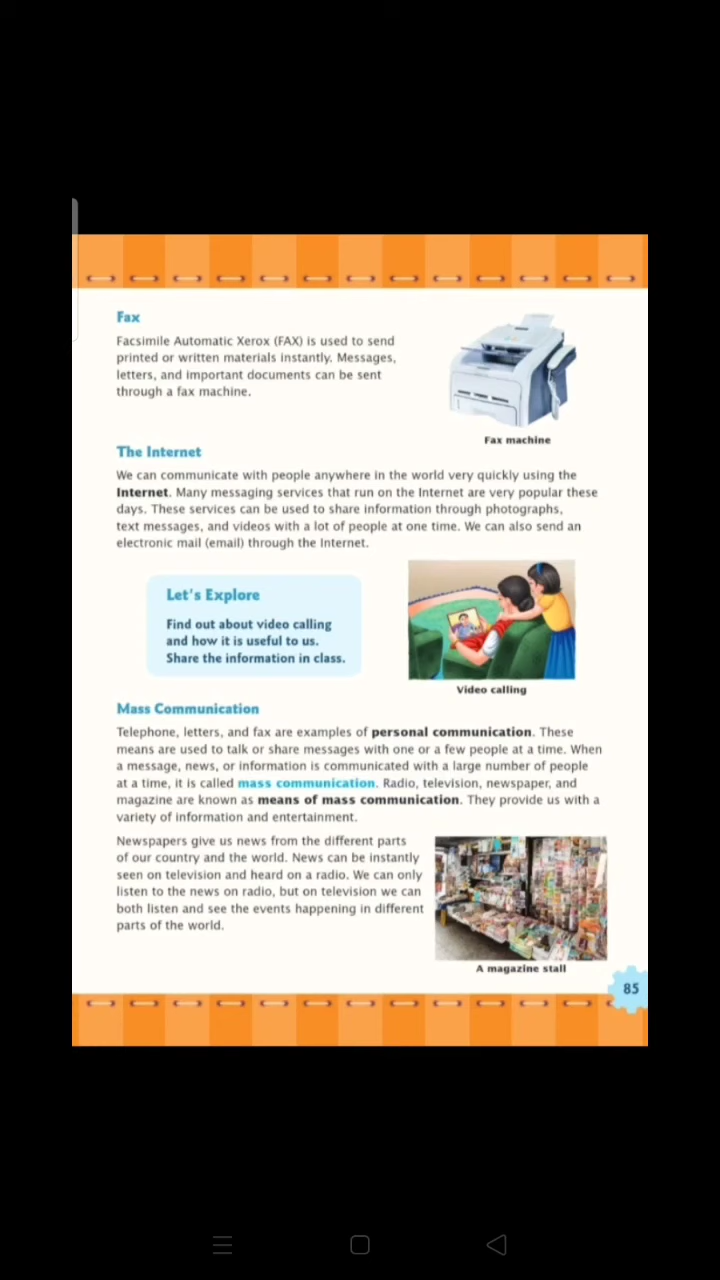 Fax
Facsimile Automatic Xerox (FAX) is used to send
printed or written materials instantly. Messages,
letters, and important documents can be sent
through a fax machine.
Fax machine
The Internet
We can communicate with people anywhere in the world very quickly using the
Internet. Many messaging services that run on the Internet are very popular these
days. These services can be used to share information through photographs,
text messages, and videos with a lot of people at one time. We can also send an
electronic mail (email) through the Internet.
Let's Explore
Find out about video calling
and how it is useful to us.
Share the information in class.
Video calling
Mass Communication
Telephone, letters, and fax are examples of personal communication. These
means are used to talk or share messages with one or a few people at a time. When
a message, news, or information is communicated with a large number of people
at a time, it is called mass communication. Radio, television, newspaper, and
magazine are known as means of mass communication. They provide us with a
variety of information and entertainment.
Newspapers give us news from the different parts
of our country and the world. News can be instantly
seen on television and heard on a radio. We can only
listen to the news on radio, but on television we can
both listen and see the events happening in different
parts of the world.
A magazine stall
85